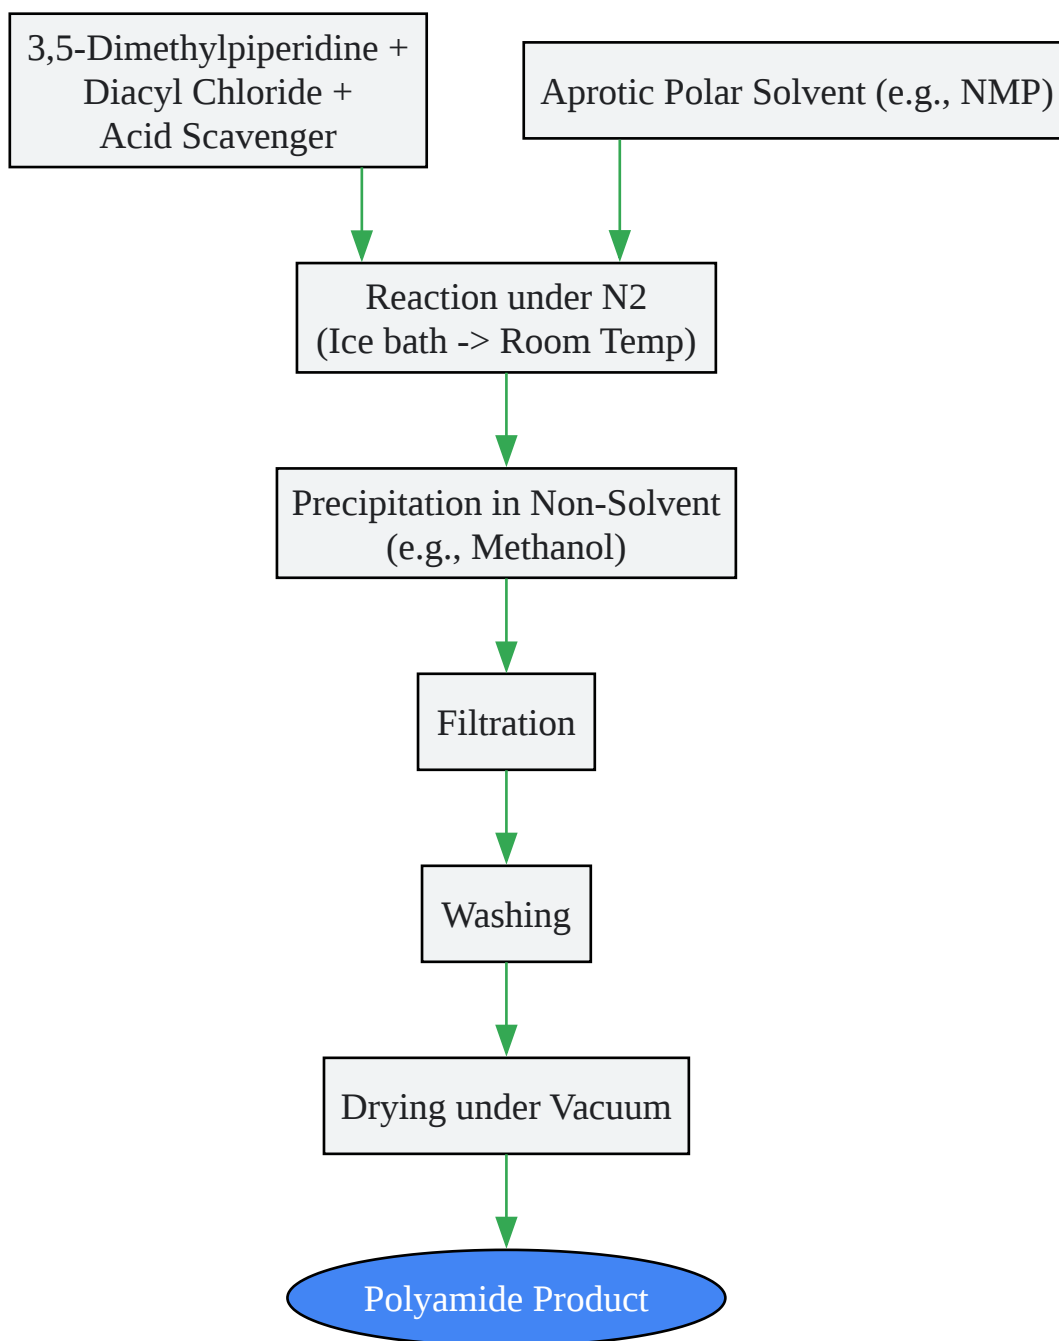 3,5-Dimethylpiperidine +
Diacyl Chloride +
Acid Scavenger
Aprotic Polar Solvent (e.g., NMP)
Reaction under N2
(Ice bath -> Room Temp)
Precipitation in Non-Solvent
(e.g., Methanol)
Filtration
Washing
Drying under Vacuum
Polyamide Product